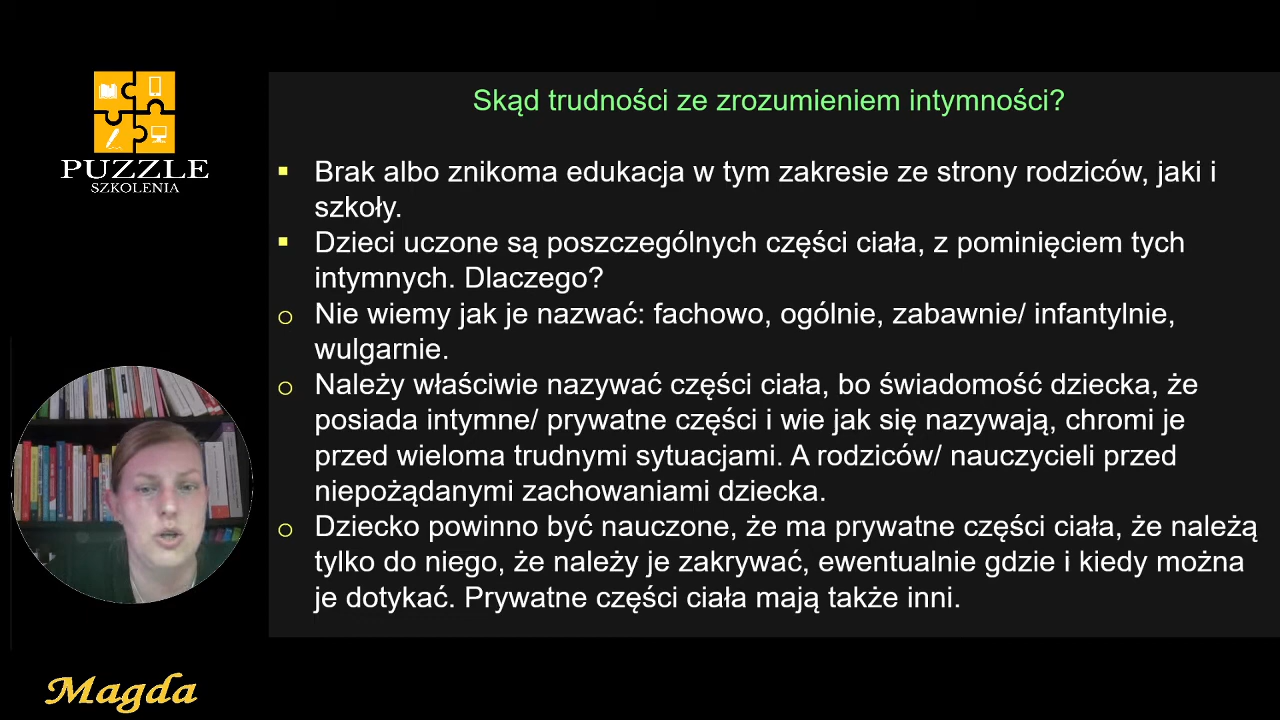 PUZZLE
SZKOLENIA
Skąd trudności ze zrozumieniem intymności?
▪ Brak albo znikoma edukacja w tym zakresie ze strony rodziców, jaki i
szkoły.
▪ Dzieci uczone są poszczególnych części ciała, z pominięciem tych
intymnych. Dlaczego?
o Nie wiemy jak je nazwać: fachowo, ogólnie, zabawnie/ infantylnie,
wulgarnie.
o Należy właściwie nazywać części ciała, bo świadomość dziecka, że
posiada intymne/ prywatne części i wie jak się nazywają, chromi je
przed wieloma trudnymi sytuacjami. A rodziców/ nauczycieli przed
niepożądanymi zachowaniami dziecka.
o Dziecko powinno być nauczone, że ma prywatne części ciała, że należą
tylko do niego, że należy je zakrywać, ewentualnie gdzie i kiedy można
je dotykać. Prywatne części ciała mają także inni.
Magda